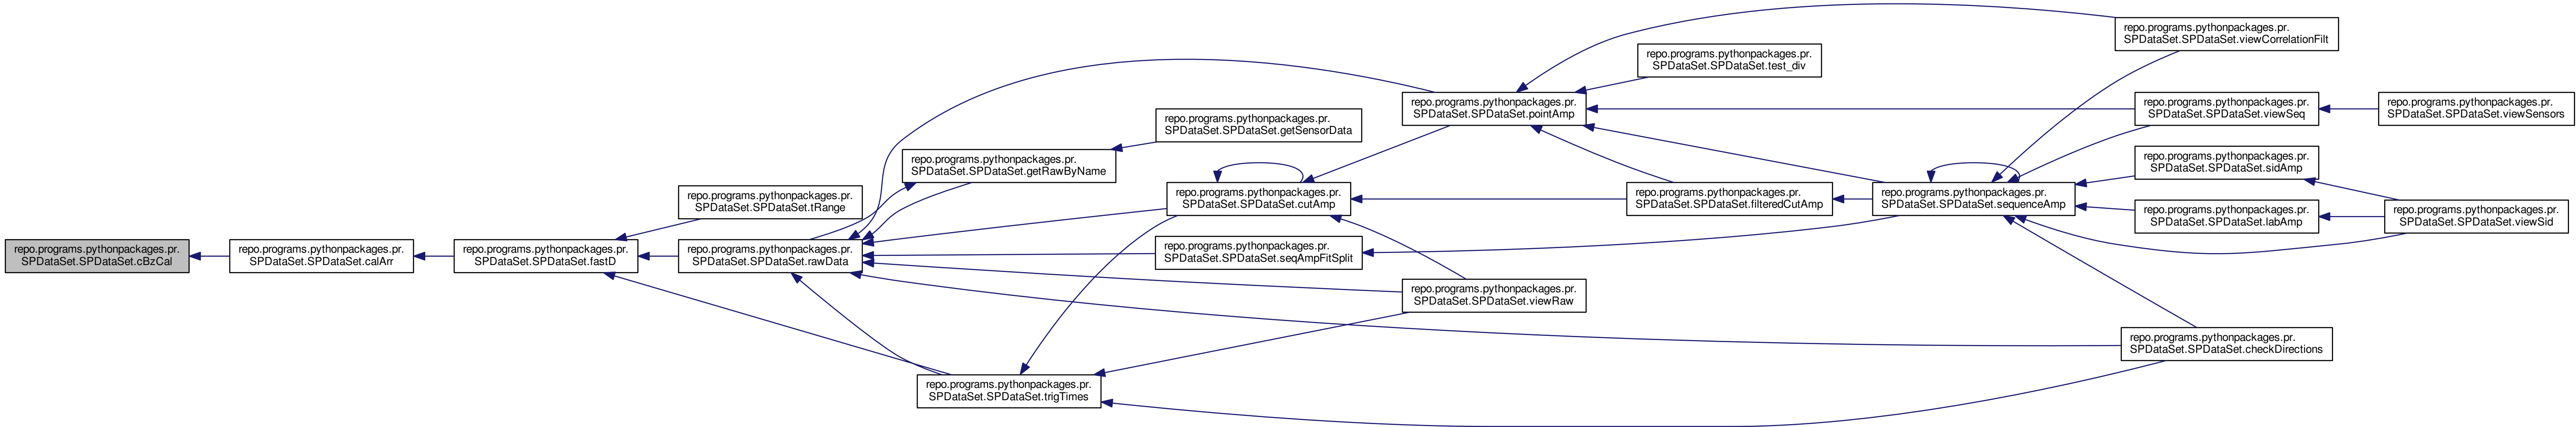 repo.programs.pythonpackages.pr.
SPDataSet.SPDataSet.cBzCal
repo.programs.pythonpackages.pr.
SPDataSet.SPDataSet.calArr
repo.programs.pythonpackages.pr.
SPDataSet.SPDataSet.fastD
repo.programs.pythonpackages.pr.
SPDataSet.SPDataSet.tRange
repo.programs.pythonpackages.pr.
SPDataSet.SPDataSet.rawData
repo.programs.pythonpackages.pr.
SPDataSet.SPDataSet.getRawByName
repo.programs.pythonpackages.pr.
SPDataSet.SPDataSet.trigTimes
repo.programs.pythonpackages.pr.
SPDataSet.SPDataSet.getSensorData
repo.programs.pythonpackages.pr.
SPDataSet.SPDataSet.cutAmp
repo.programs.pythonpackages.pr.
SPDataSet.SPDataSet.seqAmpFitSplit
repo.programs.pythonpackages.pr.
SPDataSet.SPDataSet.pointAmp
repo.programs.pythonpackages.pr.
SPDataSet.SPDataSet.viewRaw
repo.programs.pythonpackages.pr.
SPDataSet.SPDataSet.test_div
repo.programs.pythonpackages.pr.
SPDataSet.SPDataSet.filteredCutAmp
repo.programs.pythonpackages.pr.
SPDataSet.SPDataSet.sequenceAmp
repo.programs.pythonpackages.pr.
SPDataSet.SPDataSet.viewCorrelationFilt
repo.programs.pythonpackages.pr.
SPDataSet.SPDataSet.viewSeq
repo.programs.pythonpackages.pr.
SPDataSet.SPDataSet.sidAmp
repo.programs.pythonpackages.pr.
SPDataSet.SPDataSet.labAmp
repo.programs.pythonpackages.pr.
SPDataSet.SPDataSet.checkDirections
repo.programs.pythonpackages.pr.
SPDataSet.SPDataSet.viewSensors
repo.programs.pythonpackages.pr.
SPDataSet.SPDataSet.viewSid